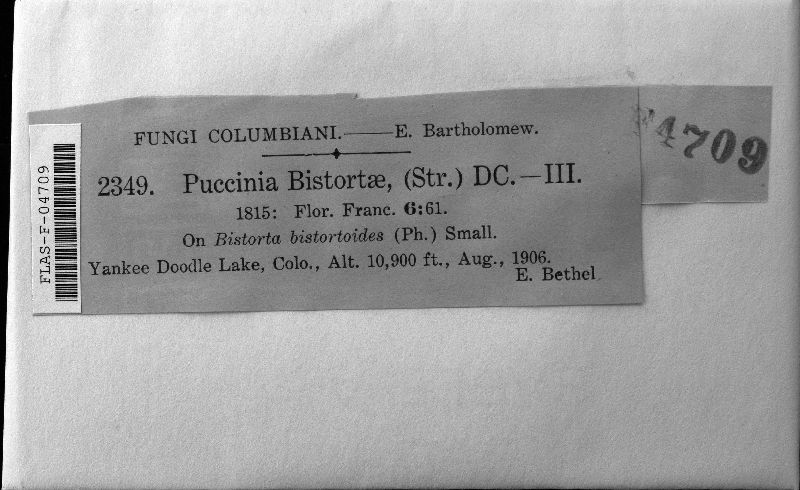 FUNGI COLUMBIANI.——E. Bartholomew.
2349. Puccinia Bistortæ, (Str.) DC.—III.
1815: Flor. Franc. 6:61.
On Bistorta bistortoides (Ph.) Small.
Yankee Doodle Lake, Colo., Alt. 10,900 ft., Aug., 1906.
E. Bethel
F4709
FLAS-F-04709